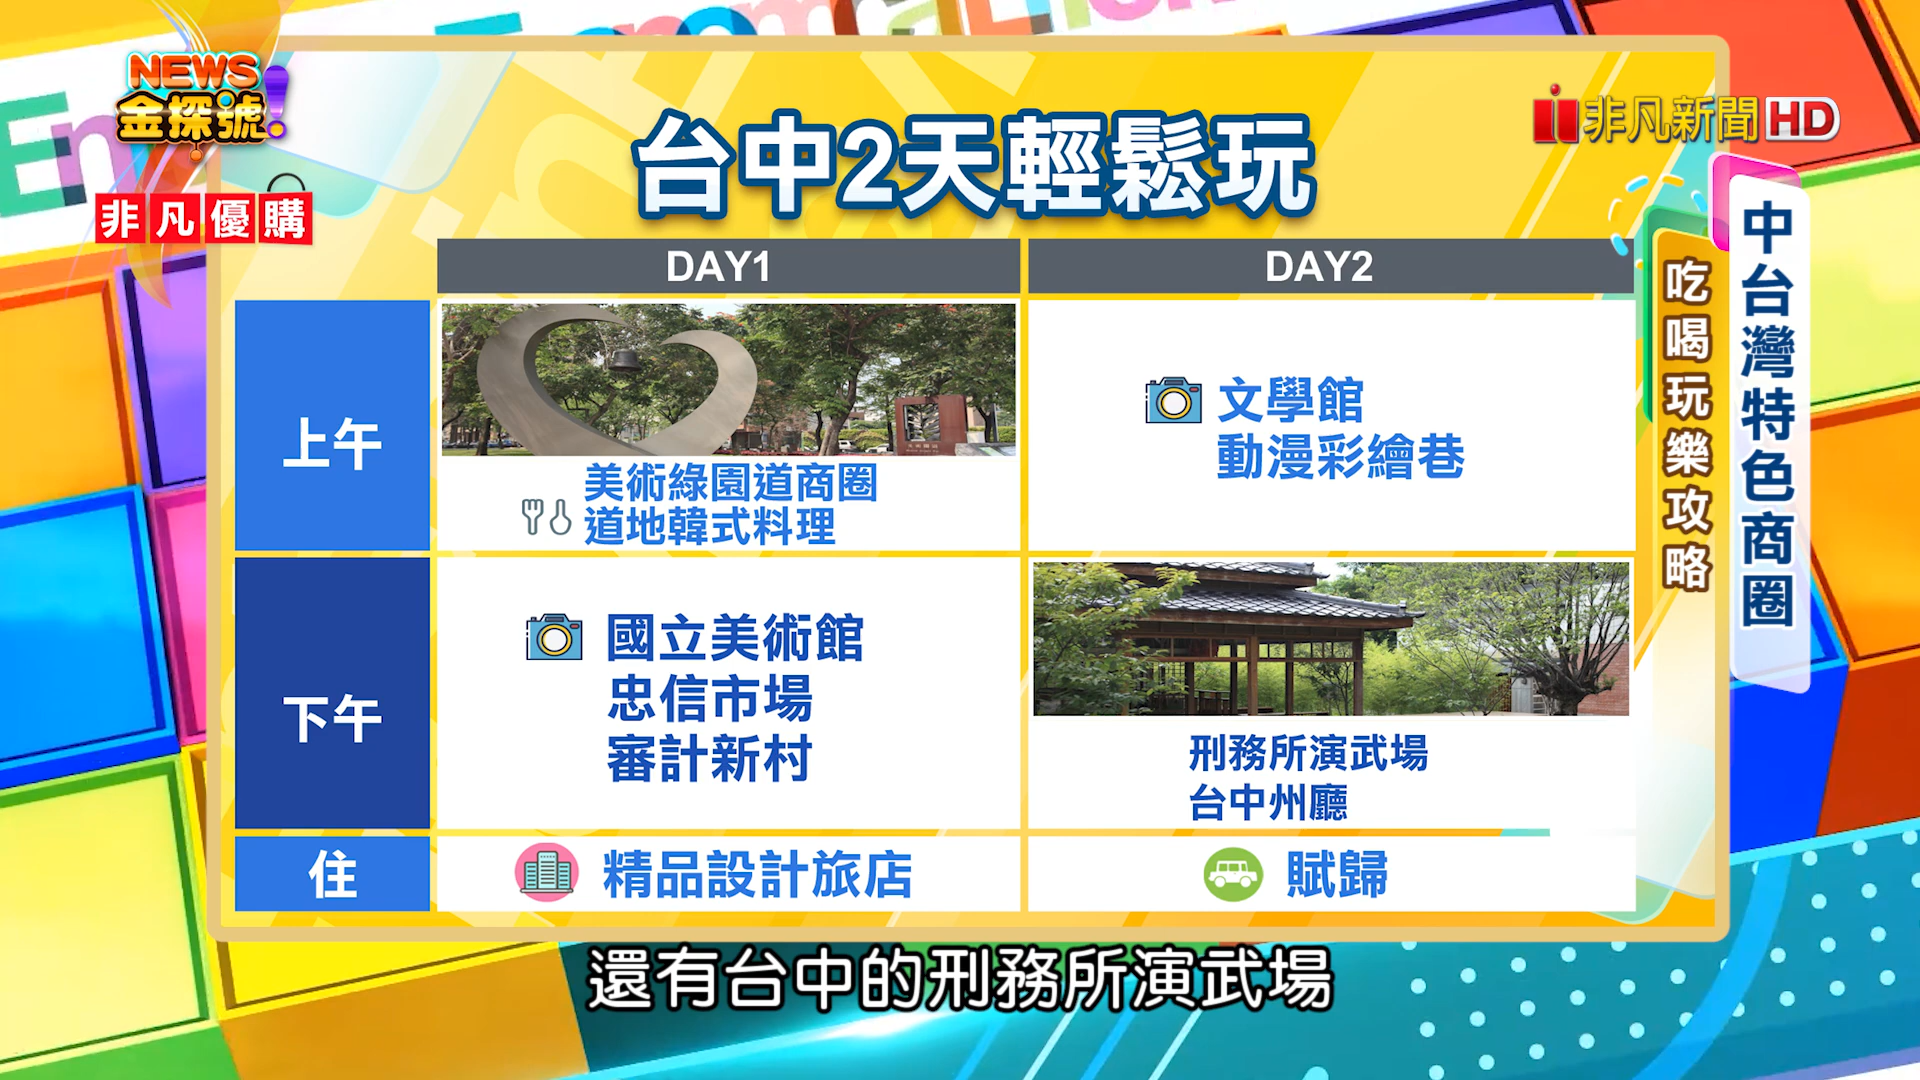 NEWS
金探號!
非凡優購
非凡新聞HD
台中2天輕鬆玩
DAY1
DAY2
上午
美術綠園道商圈
道地韓式料理
文學館
動漫彩繪巷
下午
國立美術館
忠信市場
審計新村
刑務所演武場
台中州廳
住
精品設計旅店
賦歸
中台灣特色商圈
吃喝玩樂攻略
還有台中的刑務所演武場